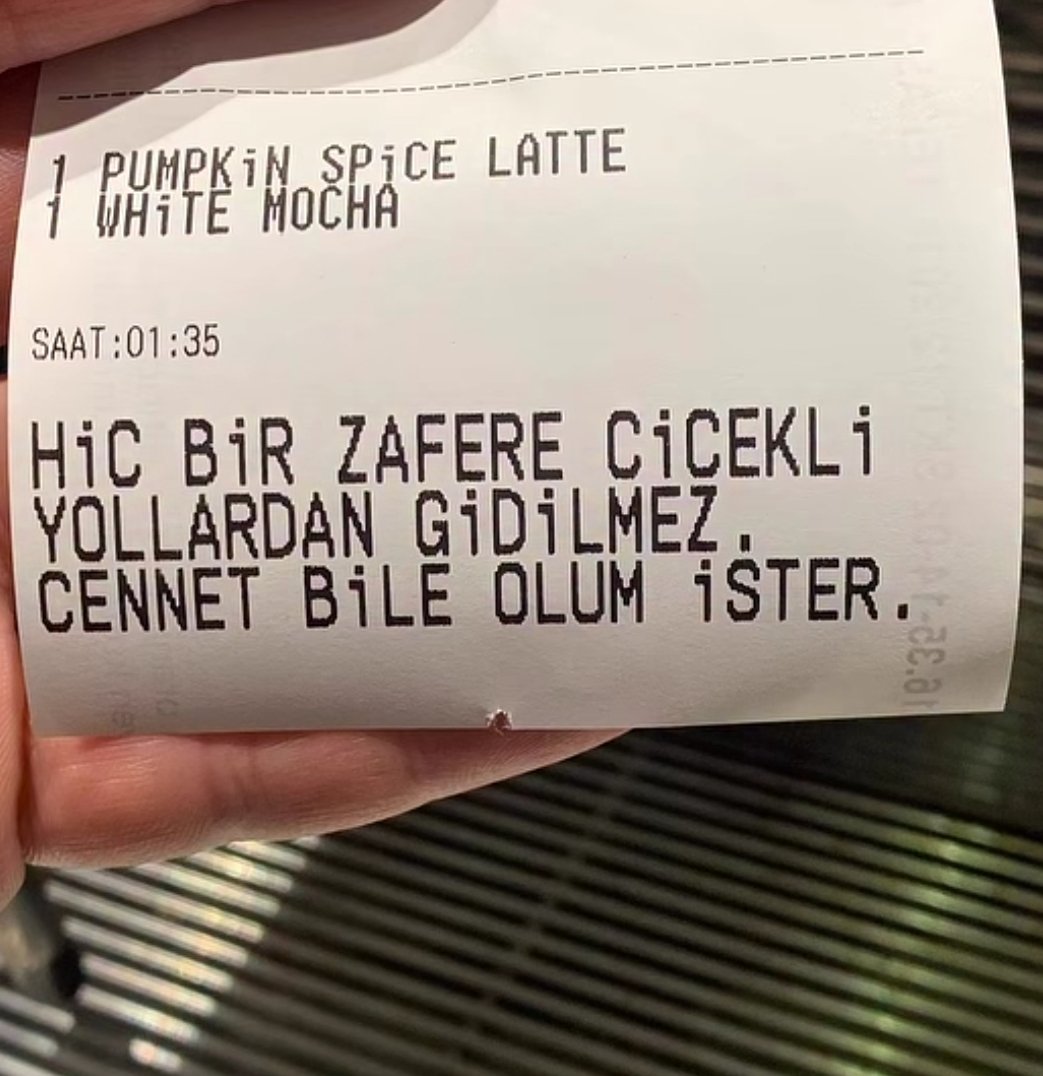 1 PUMPKiN SPiCE LATTE
1 WHiTE MOCHA
SAAT:01:35
HiC BiR ZAFERE CiCEKLi
YOLLARDAN GiDiLMEZ.
CENNET BiLE OLUM iSTER.